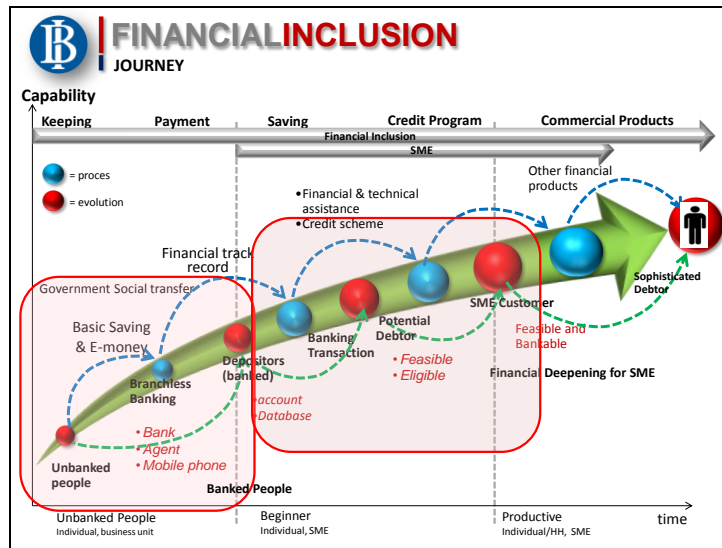 FINANCIALINCLUSION
JOURNEY
Capability
Keeping Payment Saving Credit Program Commercial Products
Financial Inclusion
SME
= proces
= evolution
Other financial
products
•Financial & technical
assistance
•Credit scheme
Financial track
record
Government Social transfer
Basic Saving
& E-money
Branchless
Banking
Depositors
(banked)
Banking
Transaction
Potential
Debtor
SME Customer
Sophisticated
Debtor
Feasible and
Bankable
• Feasible
• Eligible
Financial Deepening for SME
•account
•Database
• Bank
• Agent
• Mobile phone
Unbanked
people
Banked People
Unbanked People
Individual, business unit
Beginner
Individual, SME
Productive
Individual/HH, SME
time